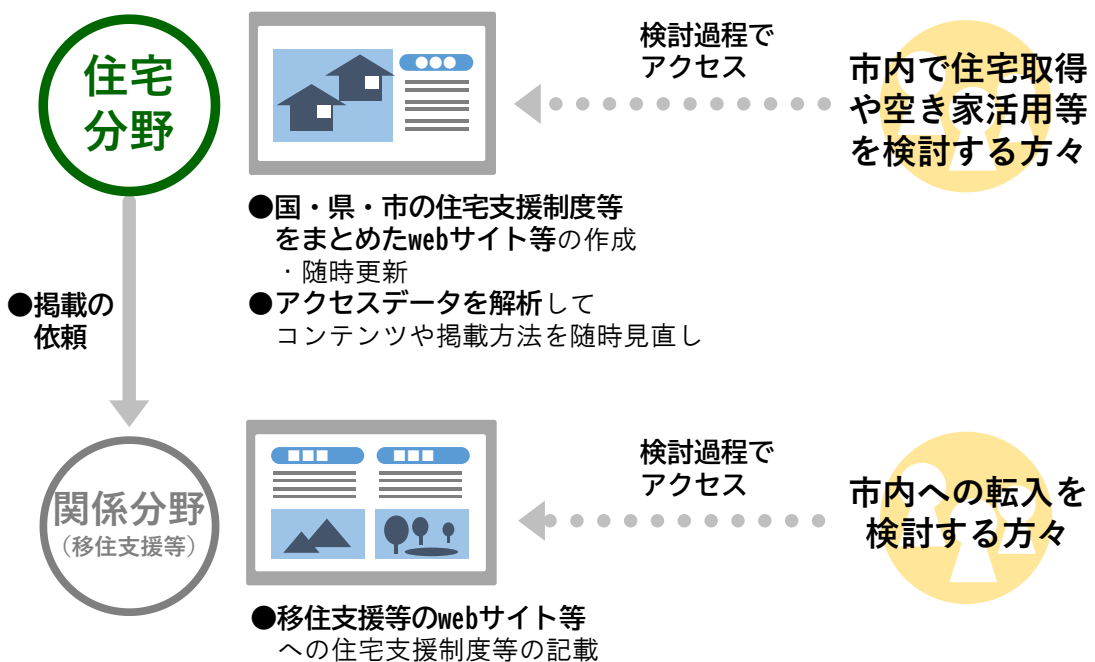 住宅
分野
検討過程で
アクセス
市内で住宅取得
や空き家活用等
を検討する方々
●国・県・市の住宅支援制度等
をまとめたwebサイト等の作成
・随時更新
●アクセスデータを解析して
コンテンツや掲載方法を随時見直し
●掲載の
依頼
関係分野
（移住支援等）
検討過程で
アクセス
市内への転入を
検討する方々
●移住支援等のwebサイト等
への住宅支援制度等の記載